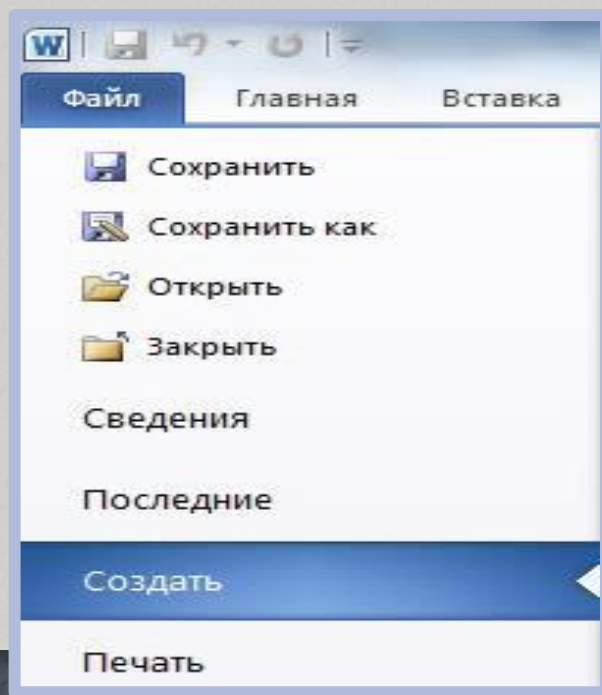 W
Файл Главная Вставка
Сохранить
Сохранить как
Открыть
Закрыть
Сведения
Последние
Создать
Печать